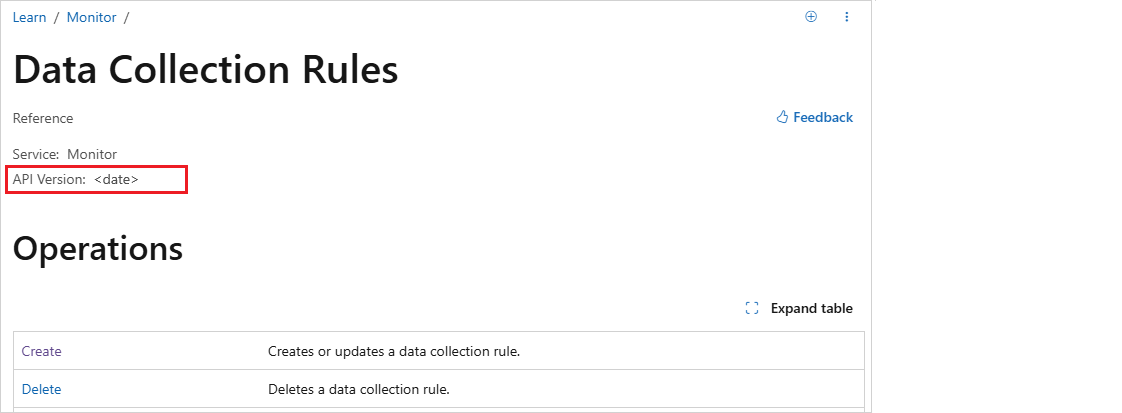 Learn / Monitor /
Data Collection Rules
Reference
Feedback
Service: Monitor
API Version: <date>
Operations
Expand table
Create Creates or updates a data collection rule.
Delete Deletes a data collection rule.